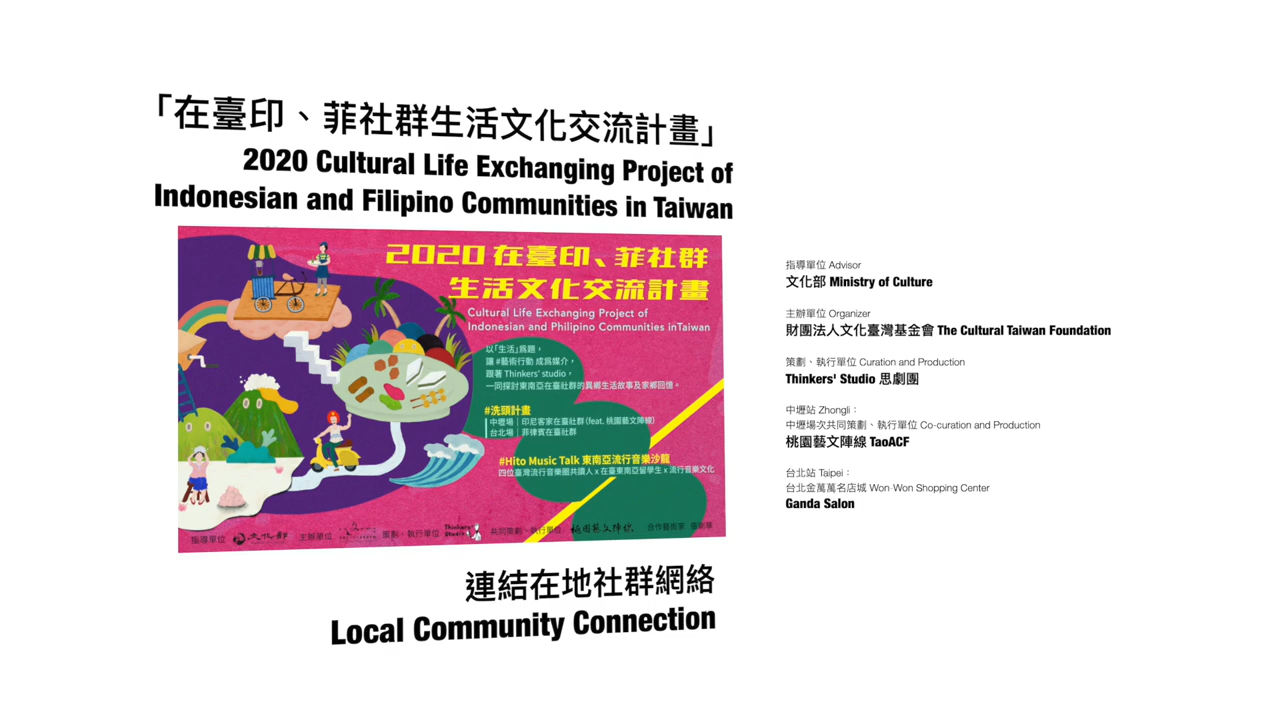 「在臺印、菲社群生活文化交流計畫」
2020 Cultural Life Exchanging Project of
Indonesian and Filipino Communities in Taiwan
2020 在臺印、菲社群
生活文化交流計畫
Cultural Life Exchanging Project of
Indonesian and Philipino Communities inTaiwan
以「生活」為題，
讓 #藝術行動 成為媒介，
跟著 Thinkers' studio，
一同探討東南亞在臺社群的異鄉生活故事及家鄉回憶。
#洗頭計畫
中壢場｜印尼客家在臺社群 (feat. 桃園藝文陣線)
台北場｜菲律賓在臺社群
#Hito Music Talk 東南亞流行音樂沙龍
四位臺灣流行音樂圈共講人 x 在臺東南亞留學生 x 流行音樂文化
指導單位 文化部 主辦單位 策劃、執行單位 Thinkers' Studio 共同策劃、執行單位 桃園藝文陣線 合作藝術家
連結在地社群網絡
Local Community Connection
指導單位 Advisor
文化部 Ministry of Culture
主辦單位 Organizer
財團法人文化臺灣基金會 The Cultural Taiwan Foundation
策劃、執行單位 Curation and Production
Thinkers' Studio 思劇團
中壢站 Zhongli：
中壢場次共同策劃、執行單位 Co-curation and Production
桃園藝文陣線 TaoACF
台北站 Taipei：
台北金萬萬名店城 Won-Won Shopping Center
Ganda Salon